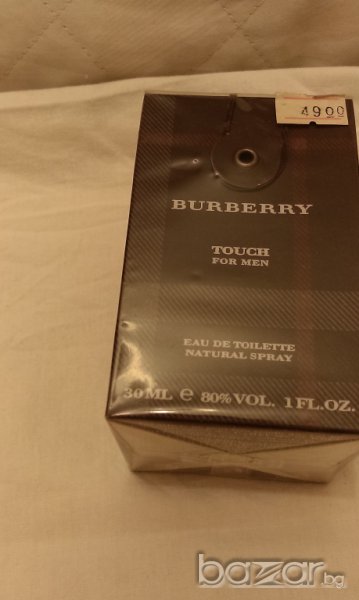 4900
BURBERRY
TOUCH
FOR MEN
EAU DE TOILETTE
NATURAL SPRAY
30ML e 80% VOL. 1 FL.OZ.
bazar.bg